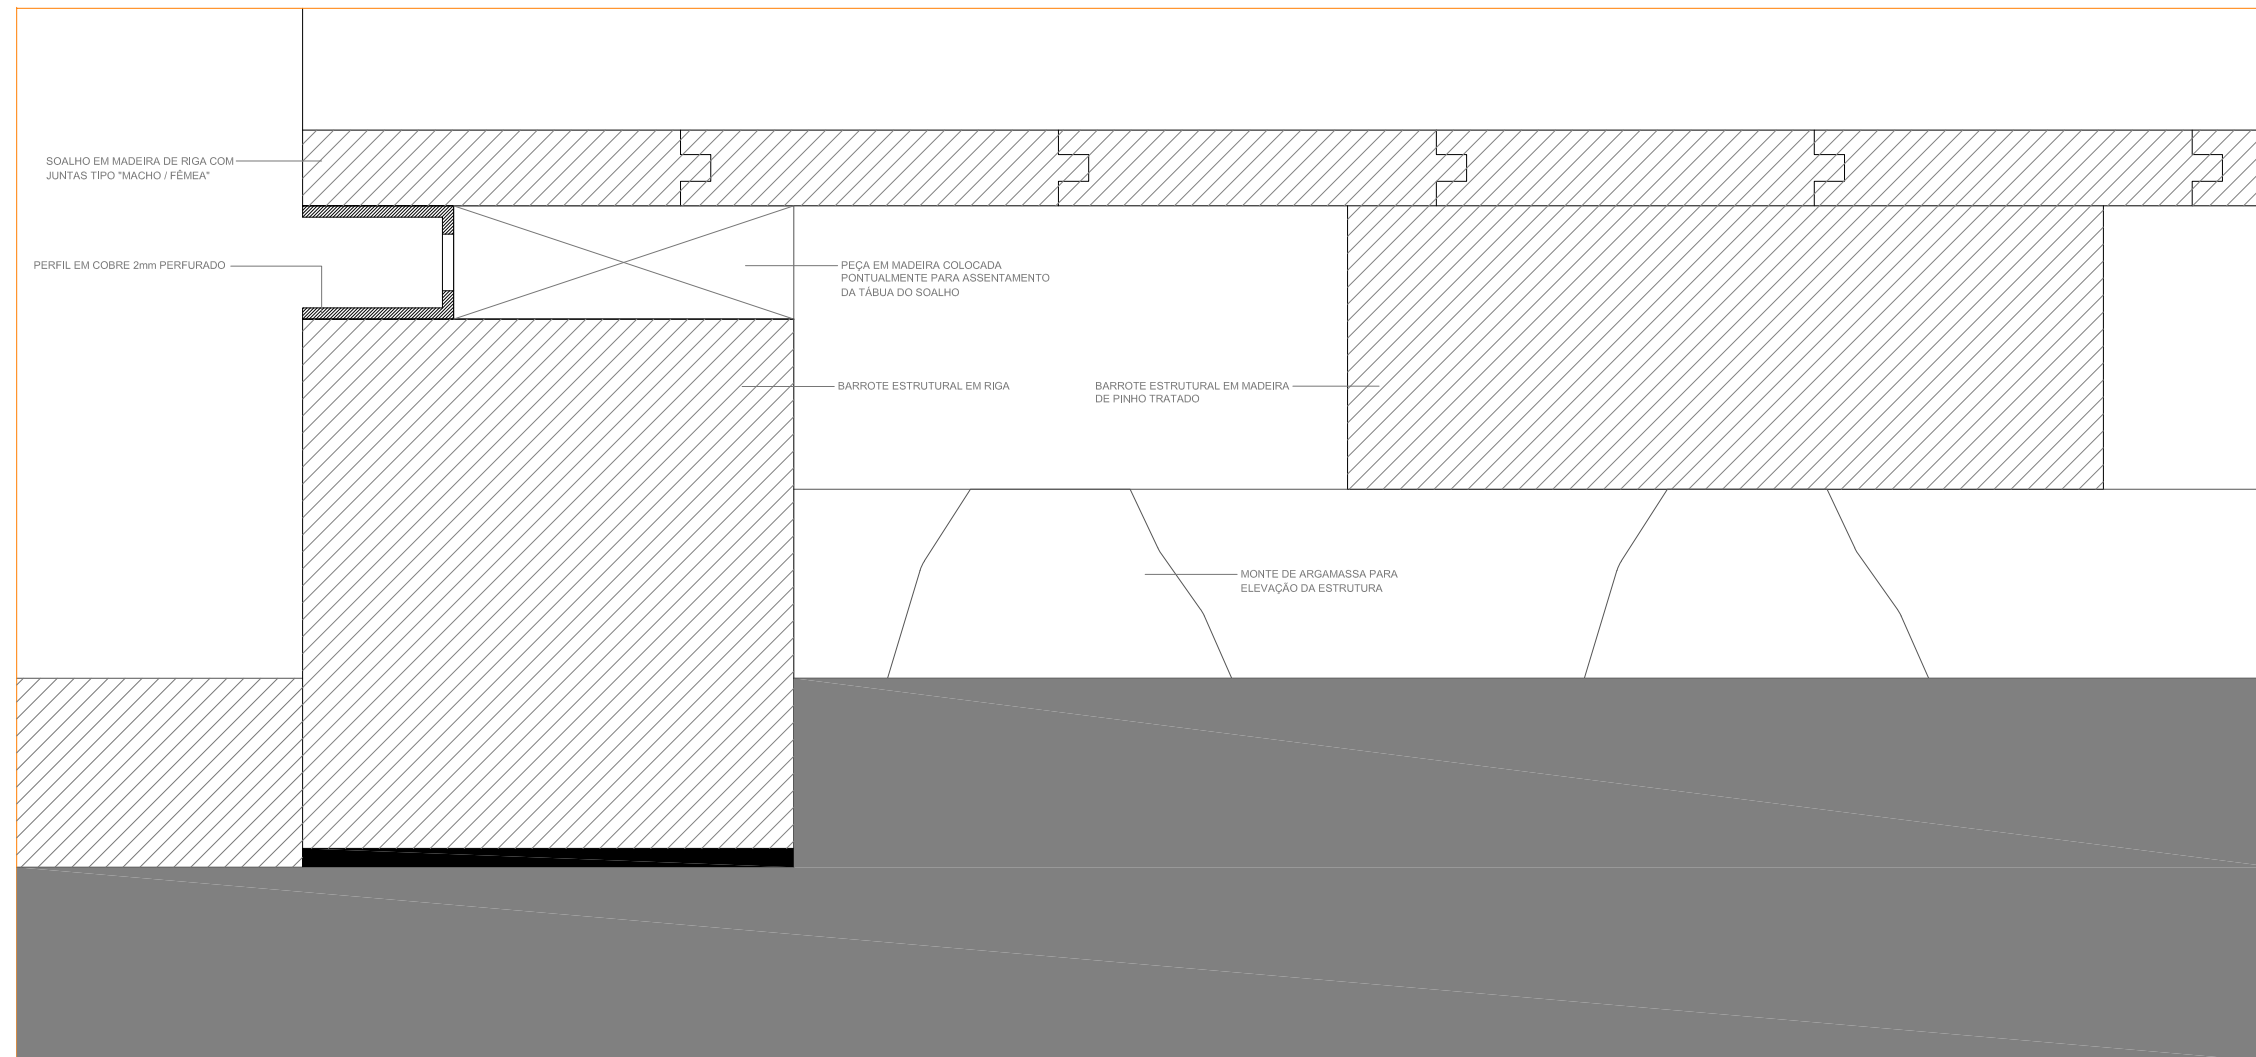 SOALHO EM MADEIRA DE RIGA COM
JUNTAS TIPO "MACHO / FÊMEA"
PERFIL EM COBRE 2mm PERFURADO
PEÇA EM MADEIRA COLOCADA
PONTUALMENTE PARA ASSENTAMENTO
DA TÁBUA DO SOALHO
BARROTE ESTRUTURAL EM RIGA
BARROTE ESTRUTURAL EM MADEIRA
DE PINHO TRATADO
MONTE DE ARGAMASSA PARA
ELEVAÇÃO DA ESTRUTURA